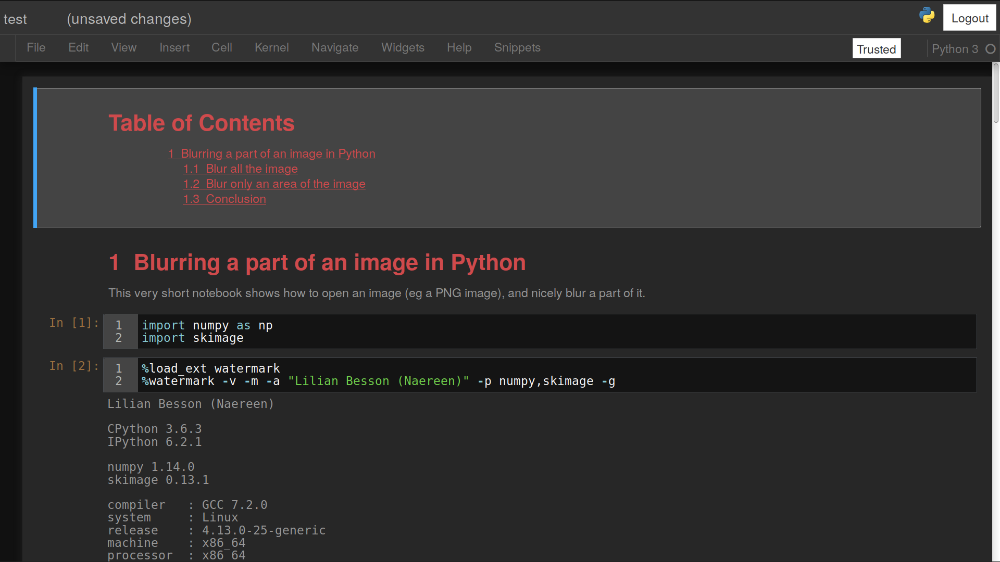 test (unsaved changes) Logout
File Edit View Insert Cell Kernel Navigate Widgets Help Snippets Trusted Python 3
Table of Contents
1 Blurring a part of an image in Python
1.1 Blur all the image
1.2 Blur only an area of the image
1.3 Conclusion
1 Blurring a part of an image in Python
This very short notebook shows how to open an image (eg a PNG image), and nicely blur a part of it.
In [1]: 1 import numpy as np
2 import skimage
In [2]: 1 %load_ext watermark
2 %watermark -v -m -a "Lilian Besson (Naereen)" -p numpy,skimage -g
Lilian Besson (Naereen)
CPython 3.6.3
IPython 6.2.1
numpy 1.14.0
skimage 0.13.1
compiler : GCC 7.2.0
system : Linux
release : 4.13.0-25-generic
machine : x86_64
processor : x86_64